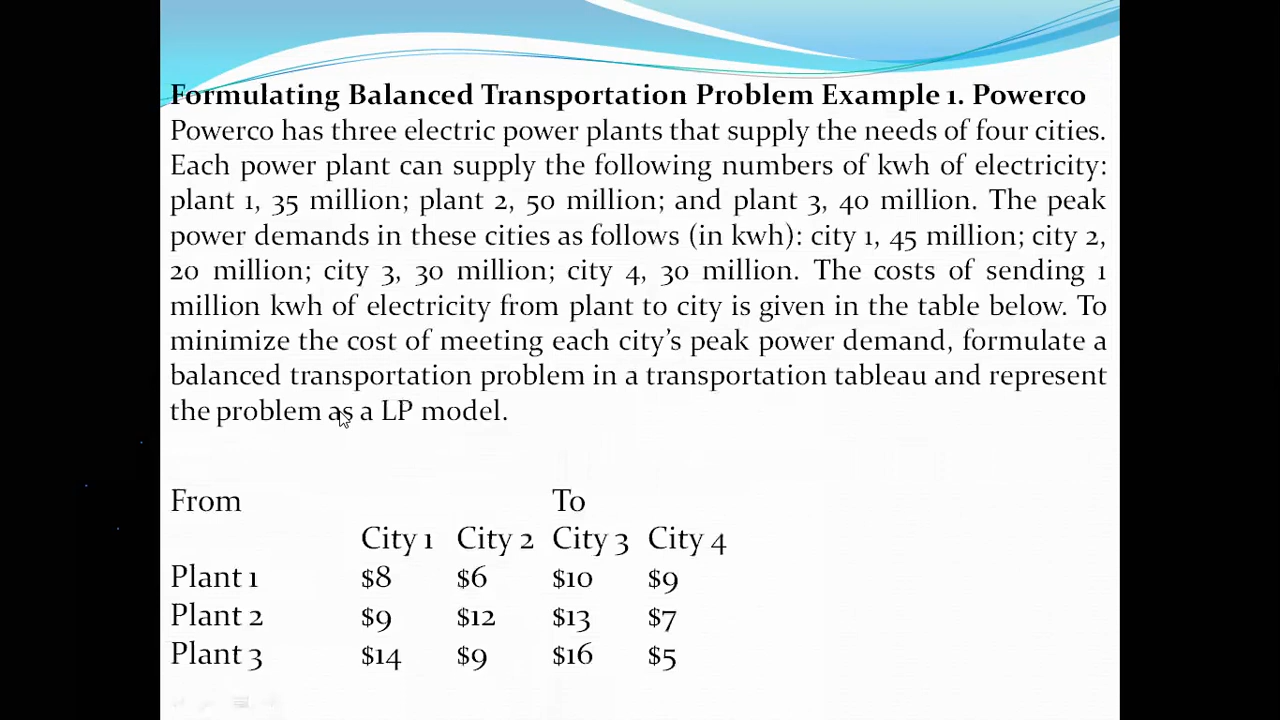 Formulating Balanced Transportation Problem Example 1. Powerco
Powerco has three electric power plants that supply the needs of four cities.
Each power plant can supply the following numbers of kwh of electricity:
plant 1, 35 million; plant 2, 50 million; and plant 3, 40 million. The peak
power demands in these cities as follows (in kwh): city 1, 45 million; city 2,
20 million; city 3, 30 million; city 4, 30 million. The costs of sending 1
million kwh of electricity from plant to city is given in the table below. To
minimize the cost of meeting each city’s peak power demand, formulate a
balanced transportation problem in a transportation tableau and represent
the problem as a LP model.
From To
City 1 City 2 City 3 City 4
Plant 1 $8 $6 $10 $9
Plant 2 $9 $12 $13 $7
Plant 3 $14 $9 $16 $5